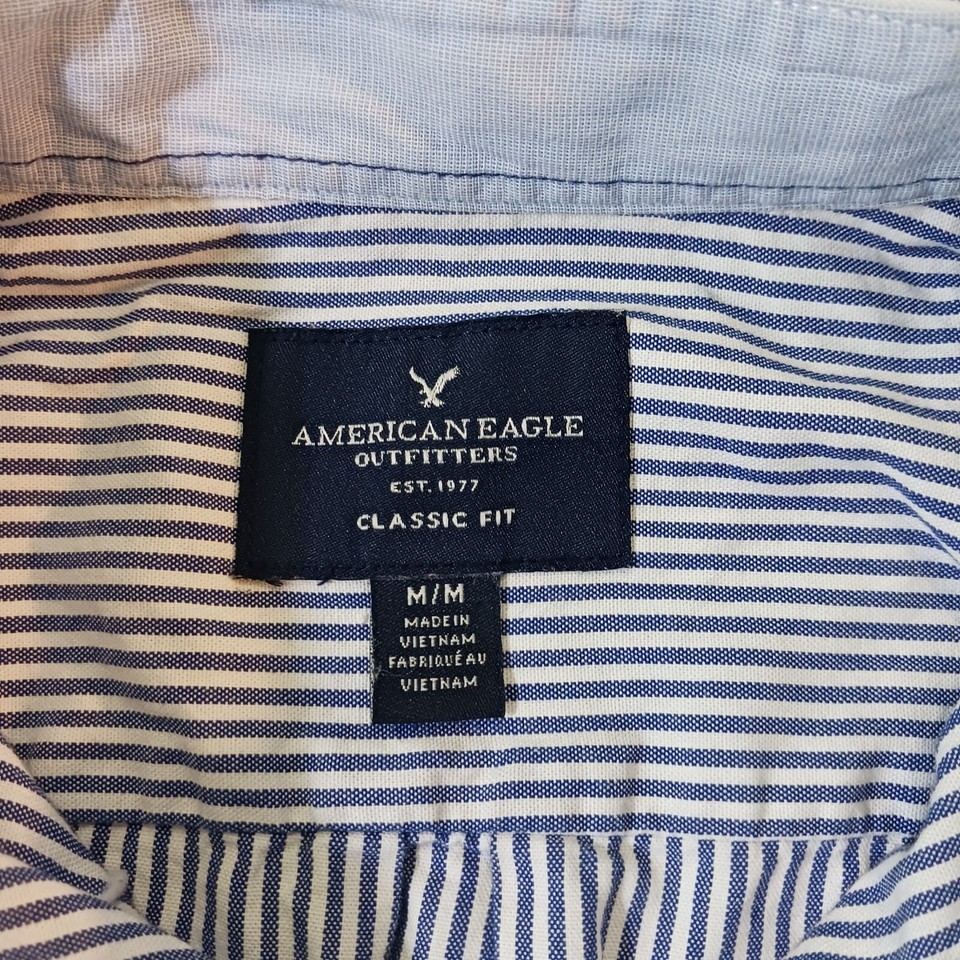 AMERICAN EAGLE
OUTFITTERS
EST. 1977
CLASSIC FIT
M/M
MADE IN
VIETNAM
FABRIQUÉ AU
VIETNAM